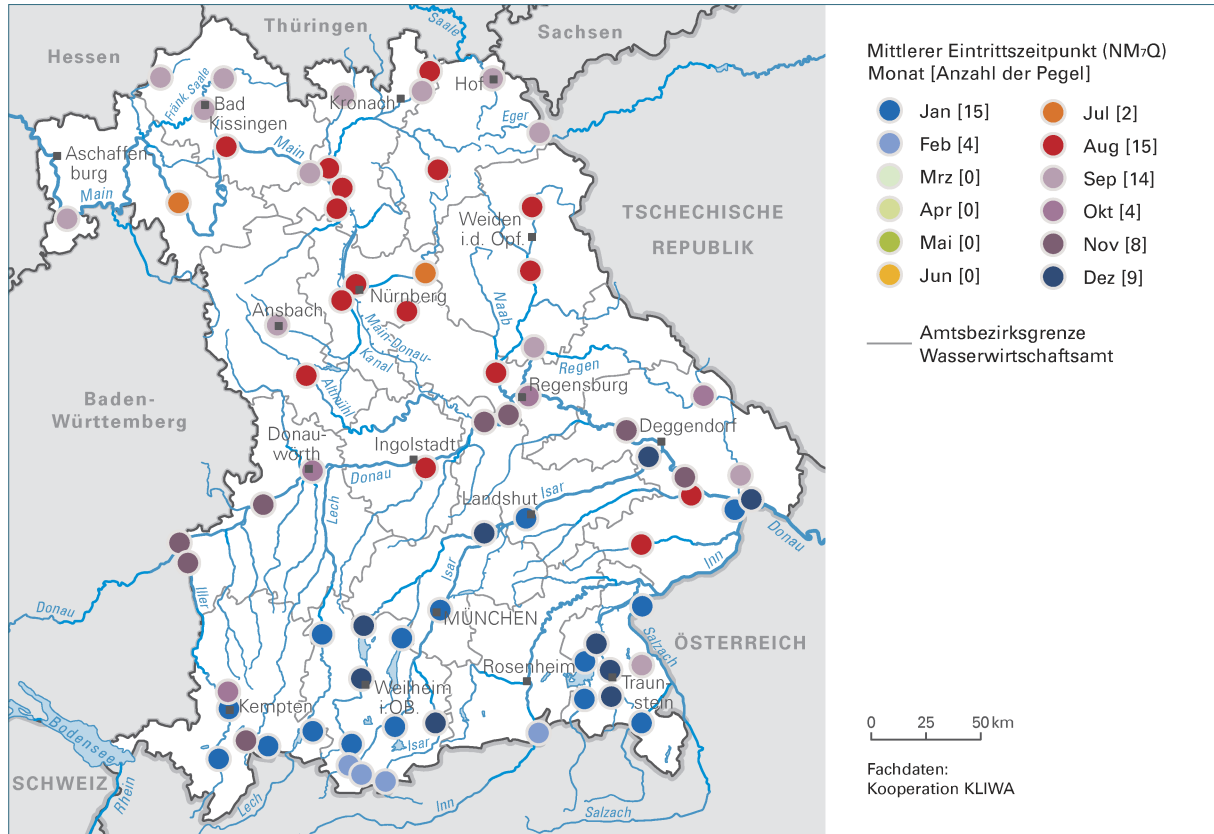 Thüringen
Saale
Sachsen
Hessen
Fränk. Saale
Kronach
Hof
Bad
Kissingen
Eger
Aschaffen-
burg
Main
Main
TSCHECHISCHE
REPUBLIK
Weiden
i.d. Opf.
Nürnberg
Naab
Ansbach
Main-Donau-
Kanal
Altmühl
Regen
Regensburg
Baden-
Württemberg
Donau-
wörth
Ingolstadt
Deggendorf
Donau
Lech
Landshut
Isar
Isar
Donau
Inn
Iller
Donau
MÜNCHEN
Salzach
ÖSTERREICH
Rosenheim
Traun-
stein
Weilheim
i.OB.
Kempten
Bodensee
Isar
SCHWEIZ
Rhein
Lech
Inn
Salzach
Mittlerer Eintrittszeitpunkt (NM7Q)
Monat [Anzahl der Pegel]
Jan [15]
Feb [4]
Mrz [0]
Apr [0]
Mai [0]
Jun [0]
Jul [2]
Aug [15]
Sep [14]
Okt [4]
Nov [8]
Dez [9]
Amtsbezirksgrenze
Wasserwirtschaftsamt
0 25 50 km
Fachdaten:
Kooperation KLIWA